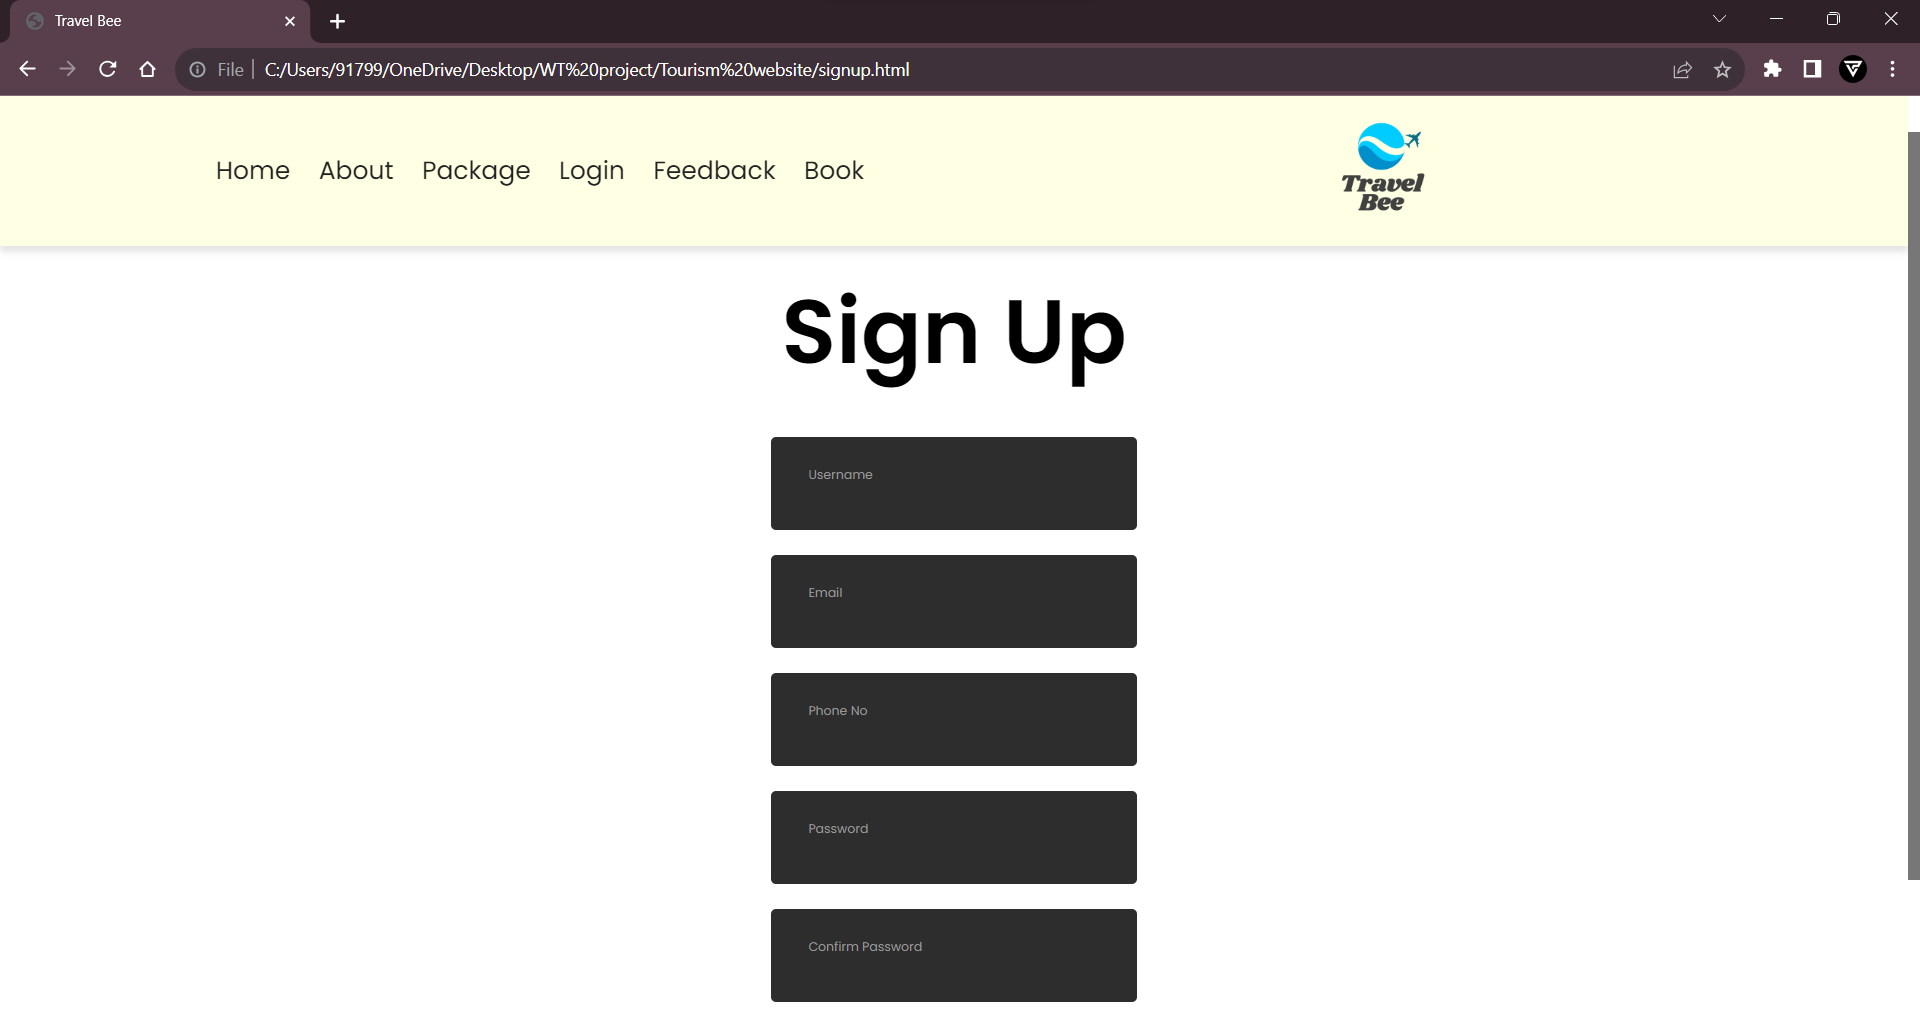 Travel Bee
File C:/Users/91799/OneDrive/Desktop/WT%20project/Tourism%20website/signup.html
Home About Package Login Feedback Book
Travel
Bee
Sign Up
Username
Email
Phone No
Password
Confirm Password